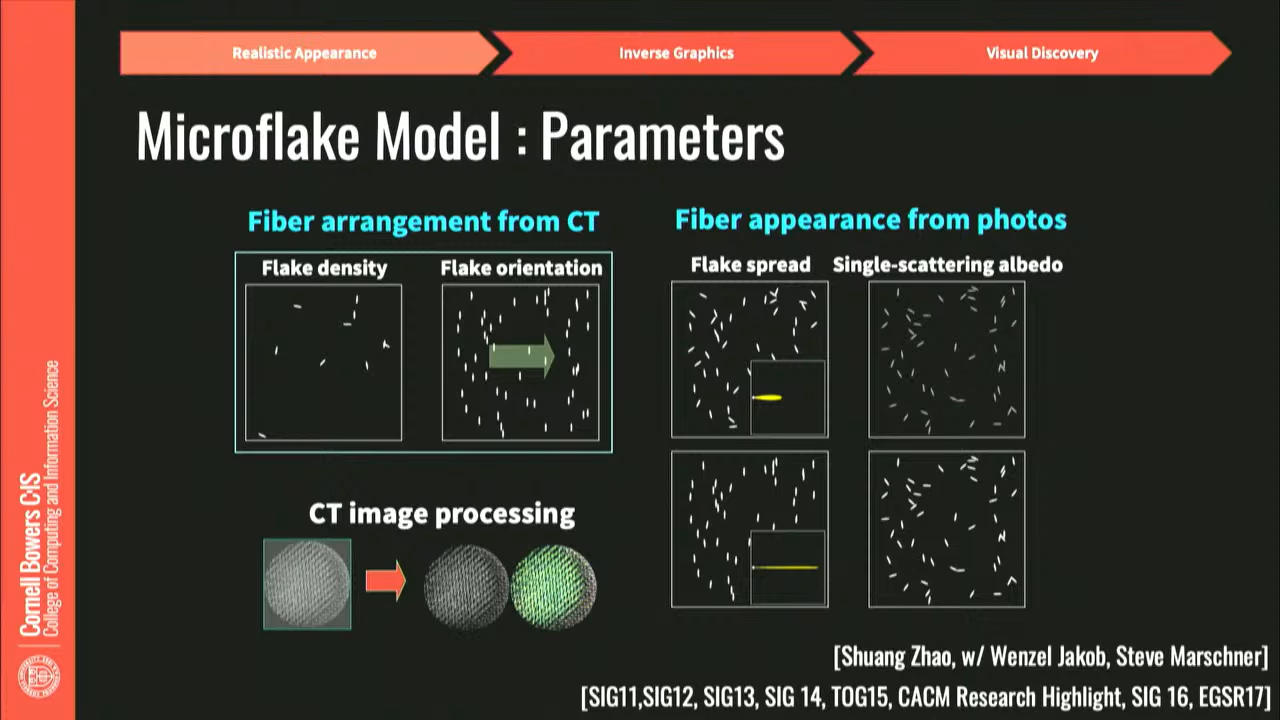 Realistic Appearance
Inverse Graphics
Visual Discovery
Microflake Model : Parameters
Fiber arrangement from CT
Flake density
Flake orientation
CT image processing
Fiber appearance from photos
Flake spread
Single-scattering albedo
[Shuang Zhao, w/ Wenzel Jakob, Steve Marschner]
[SIG11,SIG12, SIG13, SIG 14, TOG15, CACM Research Highlight, SIG 16, EGSR17]
Cornell Bowers C·IS
College of Computing and Information Science